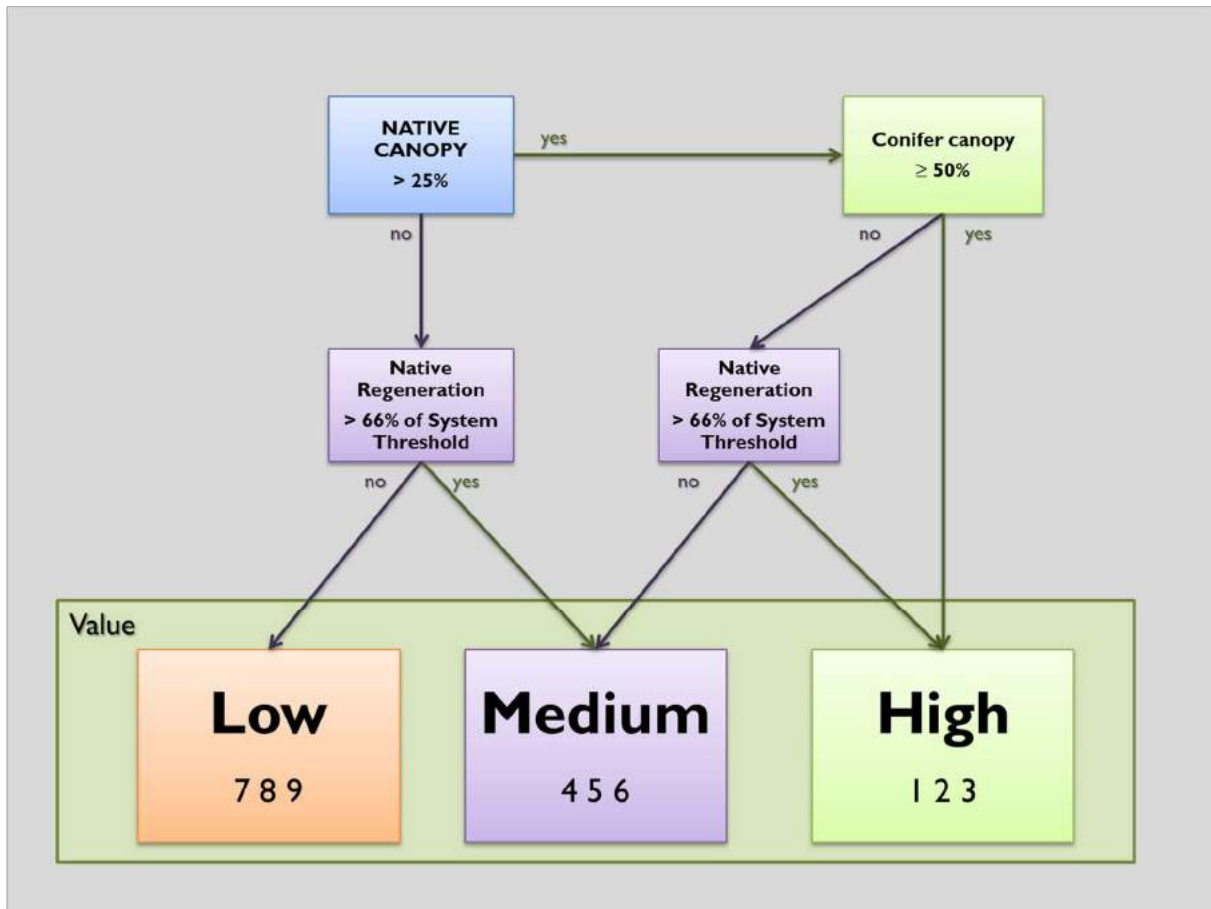 NATIVE
CANOPY
> 25%
yes
Conifer canopy
≥ 50%
no
no
yes
Native
Regeneration
> 66% of System
Threshold
Native
Regeneration
> 66% of System
Threshold
no
yes
no
yes
Value
Low
7 8 9
Medium
4 5 6
High
1 2 3